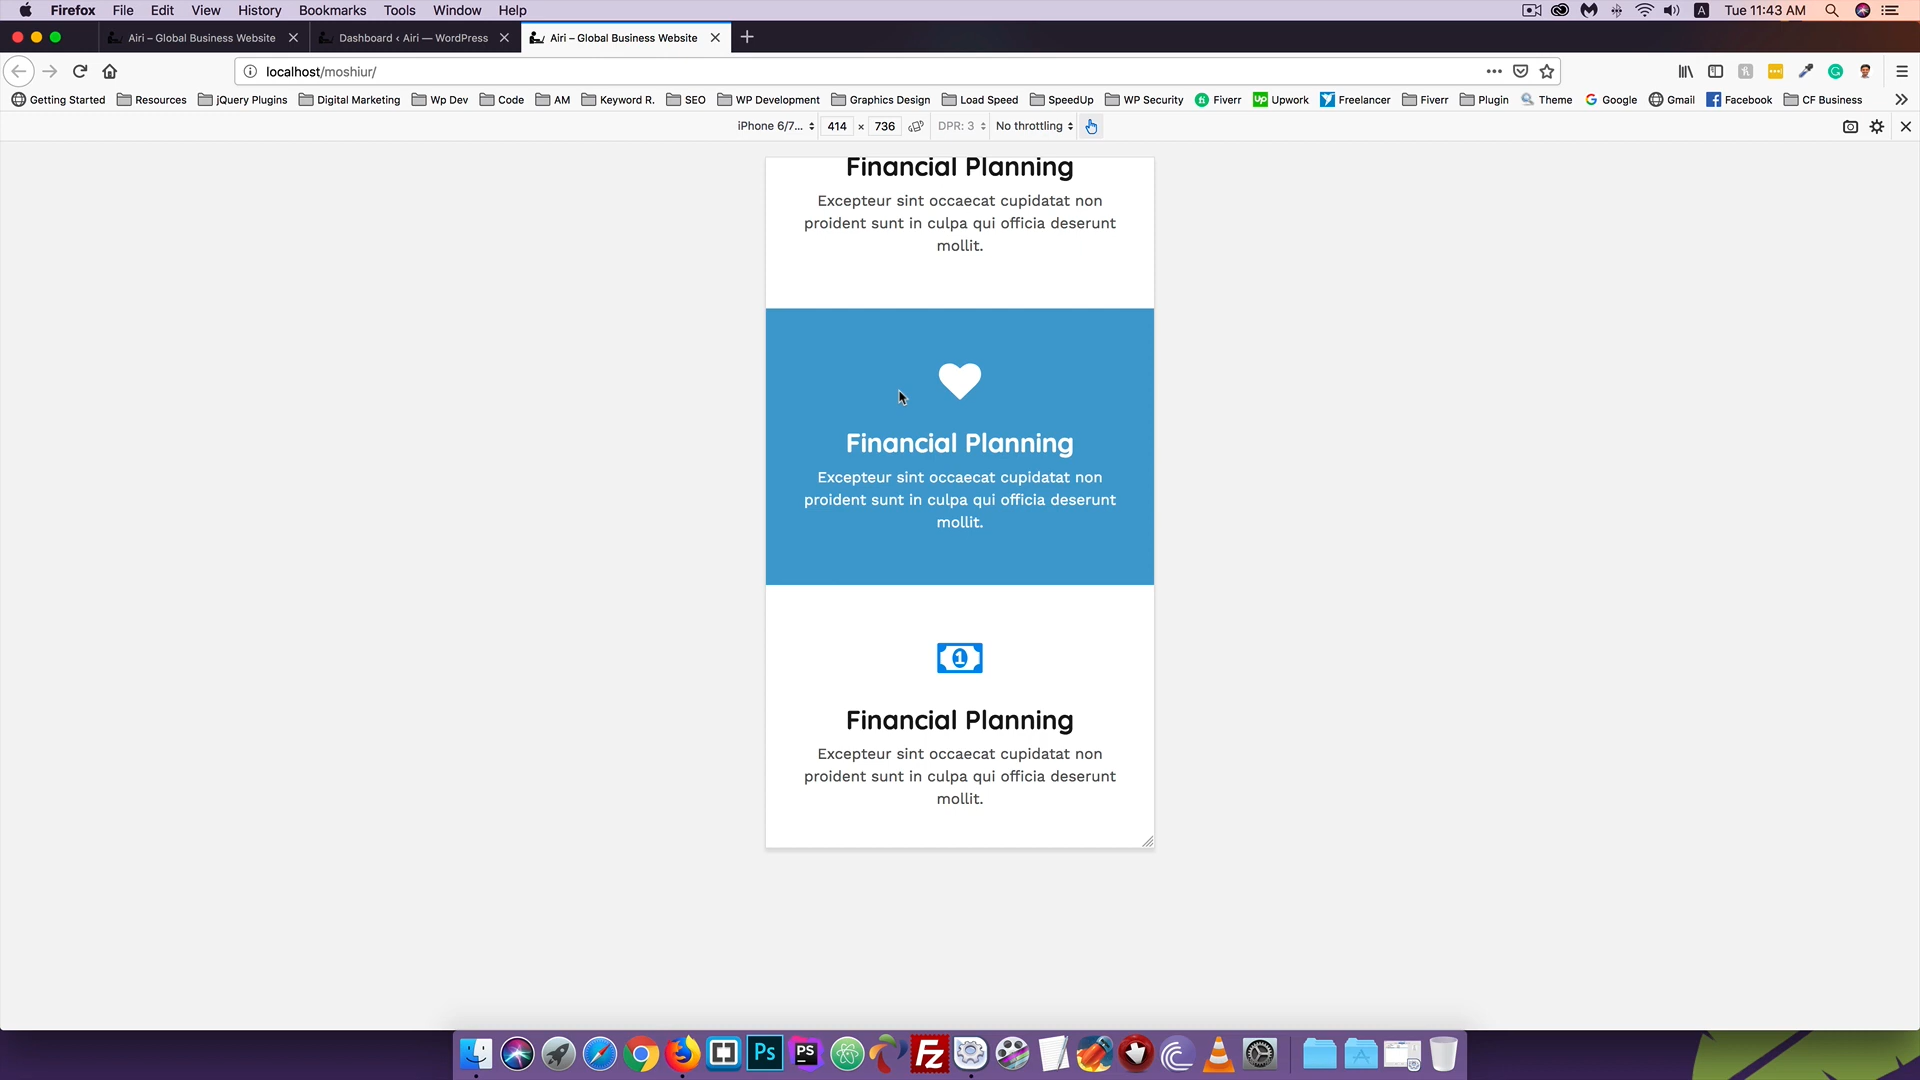 Firefox File Edit View History Bookmarks Tools Window Help A Tue 11:43 AM
Airi – Global Business Website Dashboard ‹ Airi — WordPress Airi – Global Business Website
localhost/moshiur/
Getting Started Resources jQuery Plugins Digital Marketing Wp Dev Code AM Keyword R. SEO WP Development Graphics Design Load Speed SpeedUp WP Security Fiverr Upwork Freelancer Fiverr Plugin Theme Google Gmail Facebook CF Business
iPhone 6/7... 414 × 736 DPR: 3 No throttling
Financial Planning
Excepteur sint occaecat cupidatat non
proident sunt in culpa qui officia deserunt
mollit.
Financial Planning
Excepteur sint occaecat cupidatat non
proident sunt in culpa qui officia deserunt
mollit.
1
Financial Planning
Excepteur sint occaecat cupidatat non
proident sunt in culpa qui officia deserunt
mollit.
Ps PS FZ